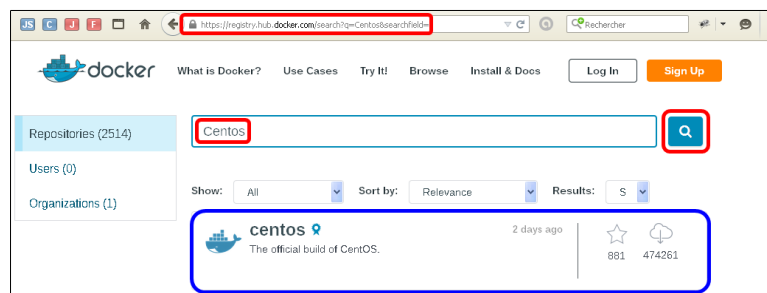 JS C J F https://registry.hub.docker.com/search?q=Centos&searchfield= Rechercher
docker What is Docker? Use Cases Try It! Browse Install & Docs Log In Sign Up
Repositories (2514) Centos
Users (0)
Organizations (1) Show: All Sort by: Relevance Results: S
centos 2 days ago
The official build of CentOS.
881 474261